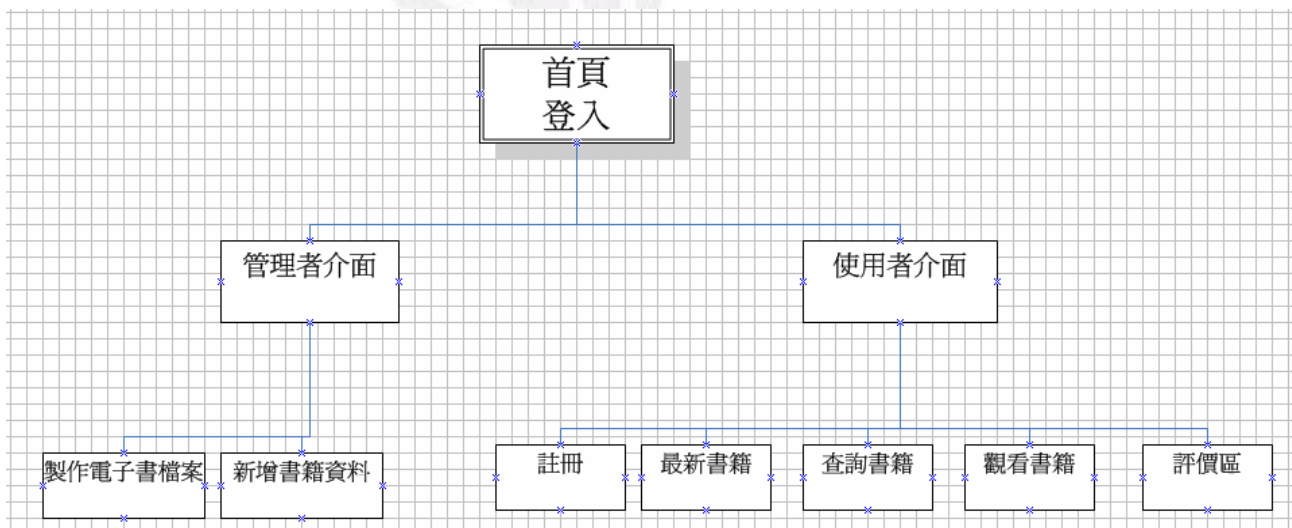 首頁
登入
管理者介面
使用者介面
製作電子書檔案
新增書籍資料
註冊
最新書籍
查詢書籍
觀看書籍
評價區